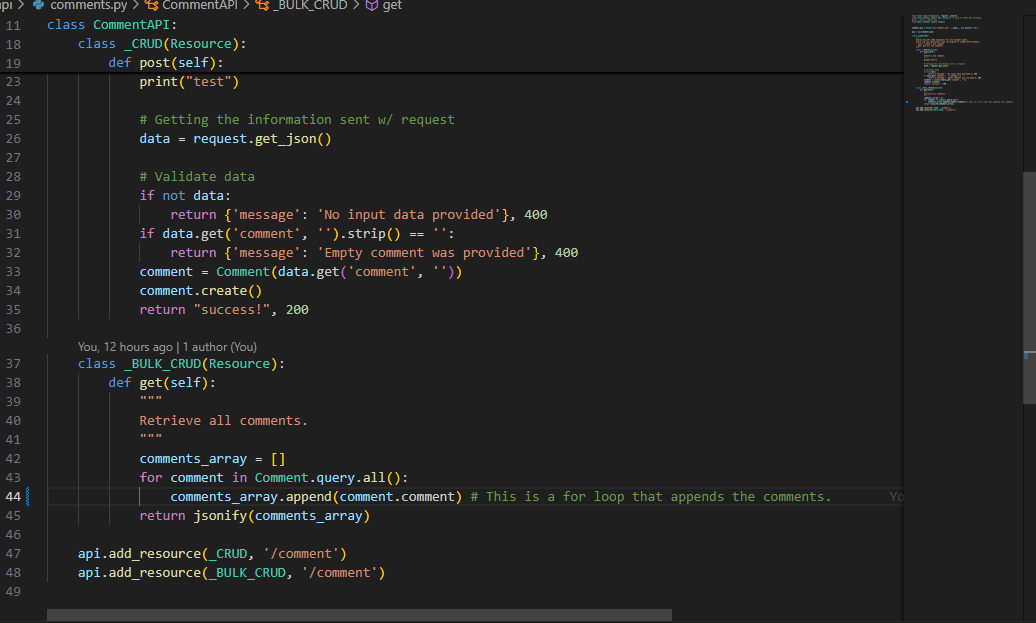 pi > comments.py > CommentAPI > _BULK_CRUD > get
11 class CommentAPI:
18     class _CRUD(Resource):
19         def post(self):
23             print("test")
24
25             # Getting the information sent w/ request
26             data = request.get_json()
27
28             # Validate data
29             if not data:
30                 return {'message': 'No input data provided'}, 400
31             if data.get('comment', '').strip() == '':
32                 return {'message': 'Empty comment was provided'}, 400
33             comment = Comment(data.get('comment', ''))
34             comment.create()
35             return "success!", 200
36
You, 12 hours ago | 1 author (You)
37     class _BULK_CRUD(Resource):
38         def get(self):
39             """
40             Retrieve all comments.
41             """
42             comments_array = []
43             for comment in Comment.query.all():
44                 comments_array.append(comment.comment) # This is a for loop that appends the comments. Yo
45             return jsonify(comments_array)
46
47     api.add_resource(_CRUD, '/comment')
48     api.add_resource(_BULK_CRUD, '/comment')
49